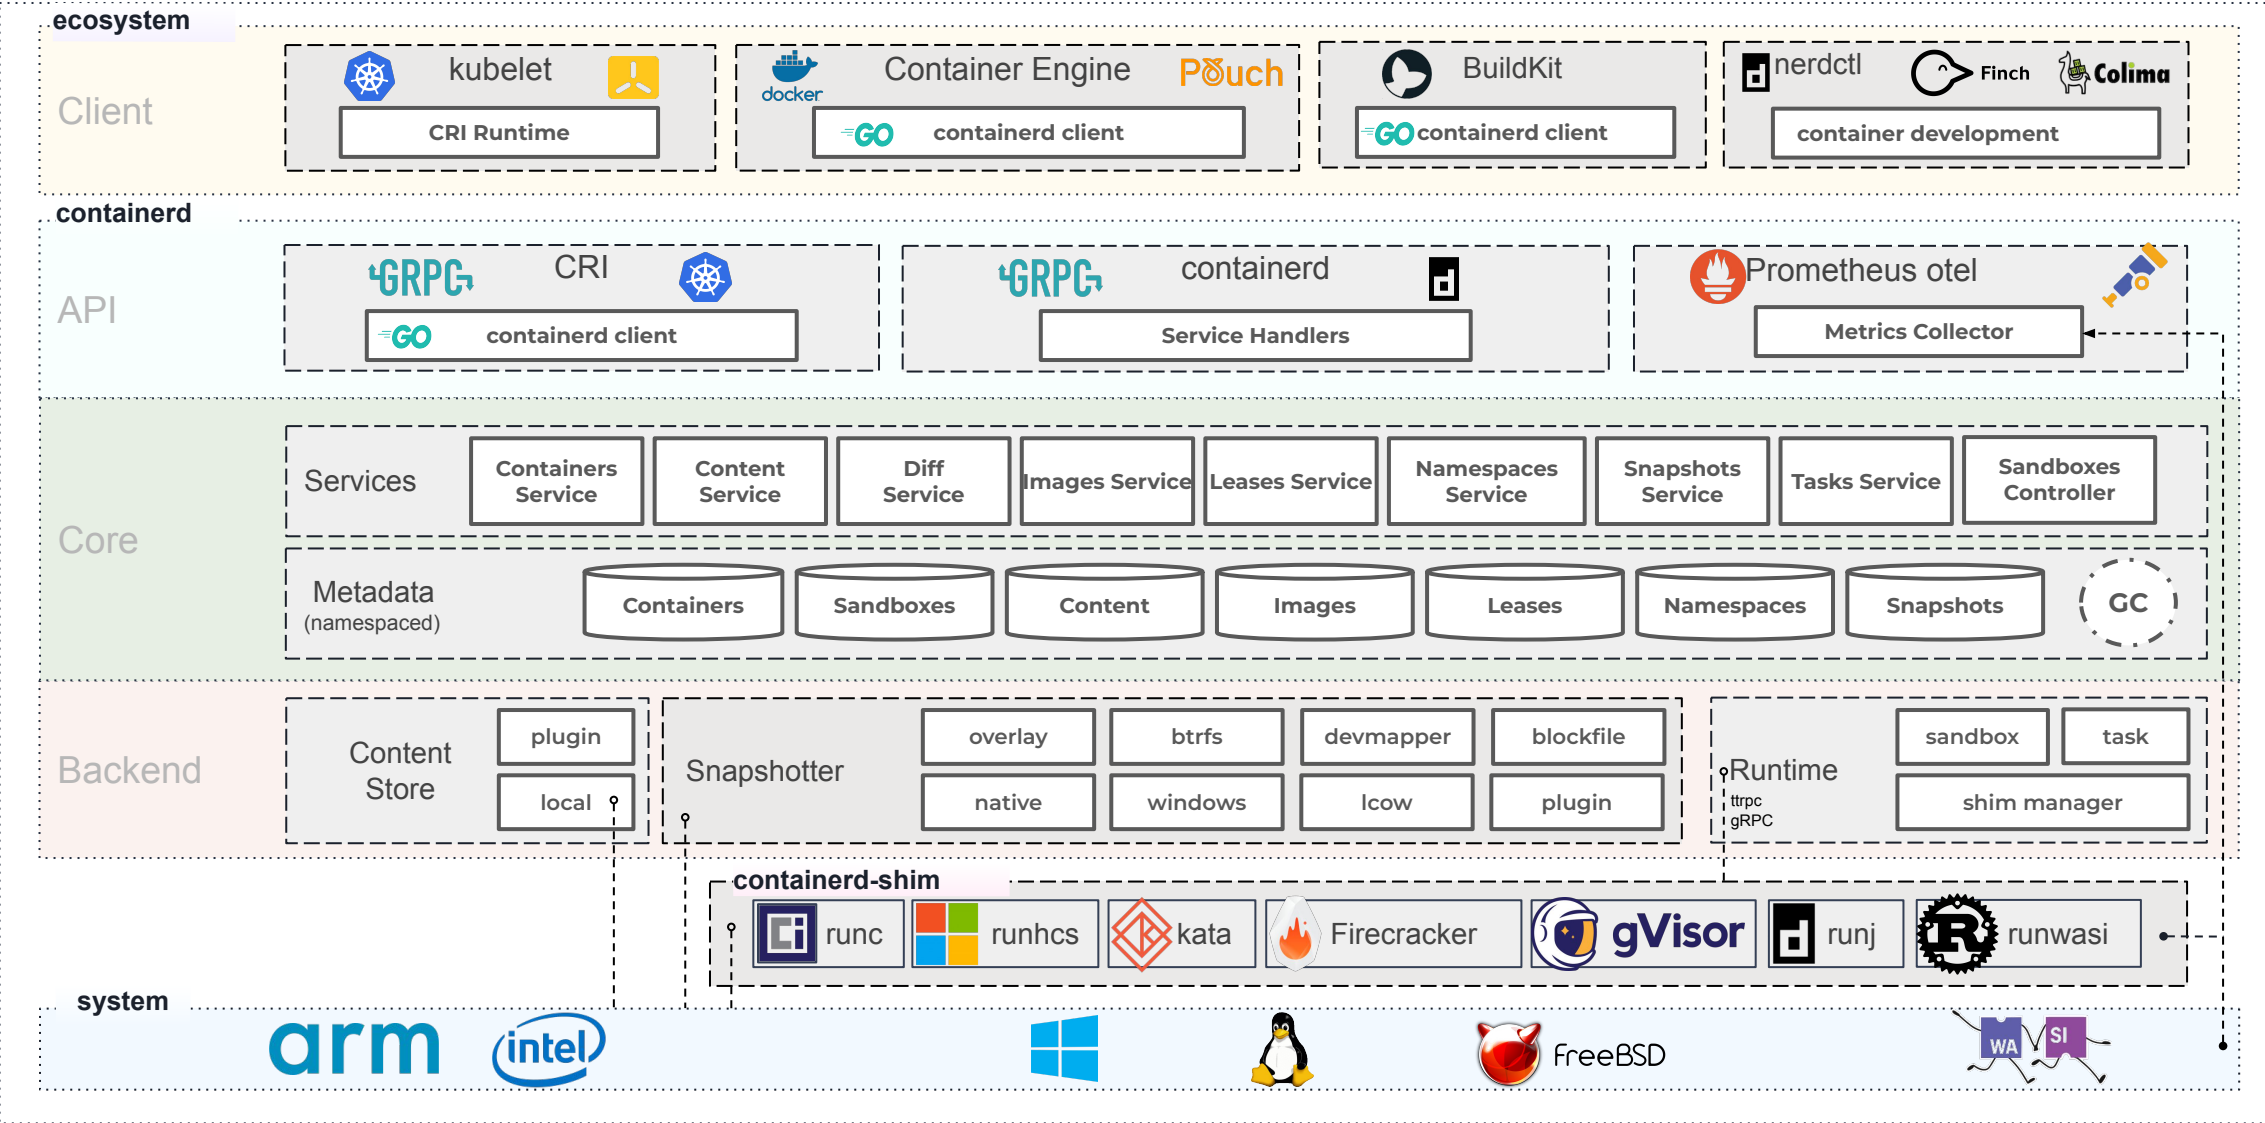 ecosystem
Client
kubelet
CRI Runtime
docker
Container Engine
Pouch
GO containerd client
BuildKit
GO containerd client
nerdctl
Finch
Colima
container development
containerd
API
GRPC
CRI
GO containerd client
GRPC
containerd
Service Handlers
Prometheus otel
Metrics Collector
Core
Services
Containers
Service
Content
Service
Diff
Service
Images Service
Leases Service
Namespaces
Service
Snapshots
Service
Tasks Service
Sandboxes
Controller
Metadata
(namespaced)
Containers
Sandboxes
Content
Images
Leases
Namespaces
Snapshots
GC
Backend
Content
Store
plugin
local
Snapshotter
overlay
btrfs
devmapper
blockfile
native
windows
lcow
plugin
Runtime
ttrpc
gRPC
sandbox
task
shim manager
containerd-shim
runc
runhcs
kata
Firecracker
gVisor
runj
R
runwasi
system
arm
intel
FreeBSD
WA
SI